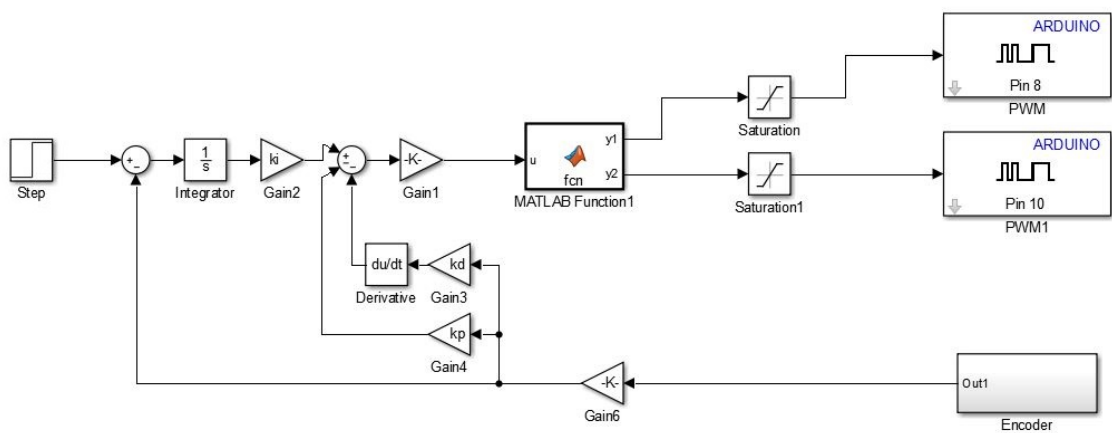 ARDUINO
Pin 8
PWM
Saturation
y1
u
fcn
y2
MATLAB Function1
ARDUINO
Pin 10
PWM1
Saturation1
Step
+
-
1
s
Integrator
ki
Gain2
+
-
-
-K-
Gain1
du/dt
Derivative
kd
Gain3
kp
Gain4
-K-
Gain6
Out1
Encoder